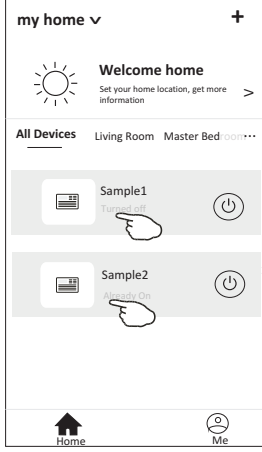 my home
Welcome home
Set your home location, get more
information
All Devices Living Room Master Bedroom
Sample1
Turned off
Sample2
Already On
Home Me